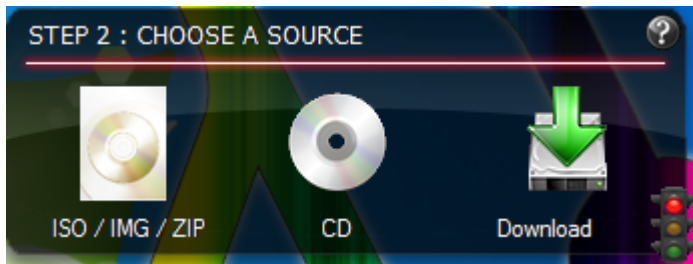 STEP 2 : CHOOSE A SOURCE
?
ISO / IMG / ZIP
CD
Download